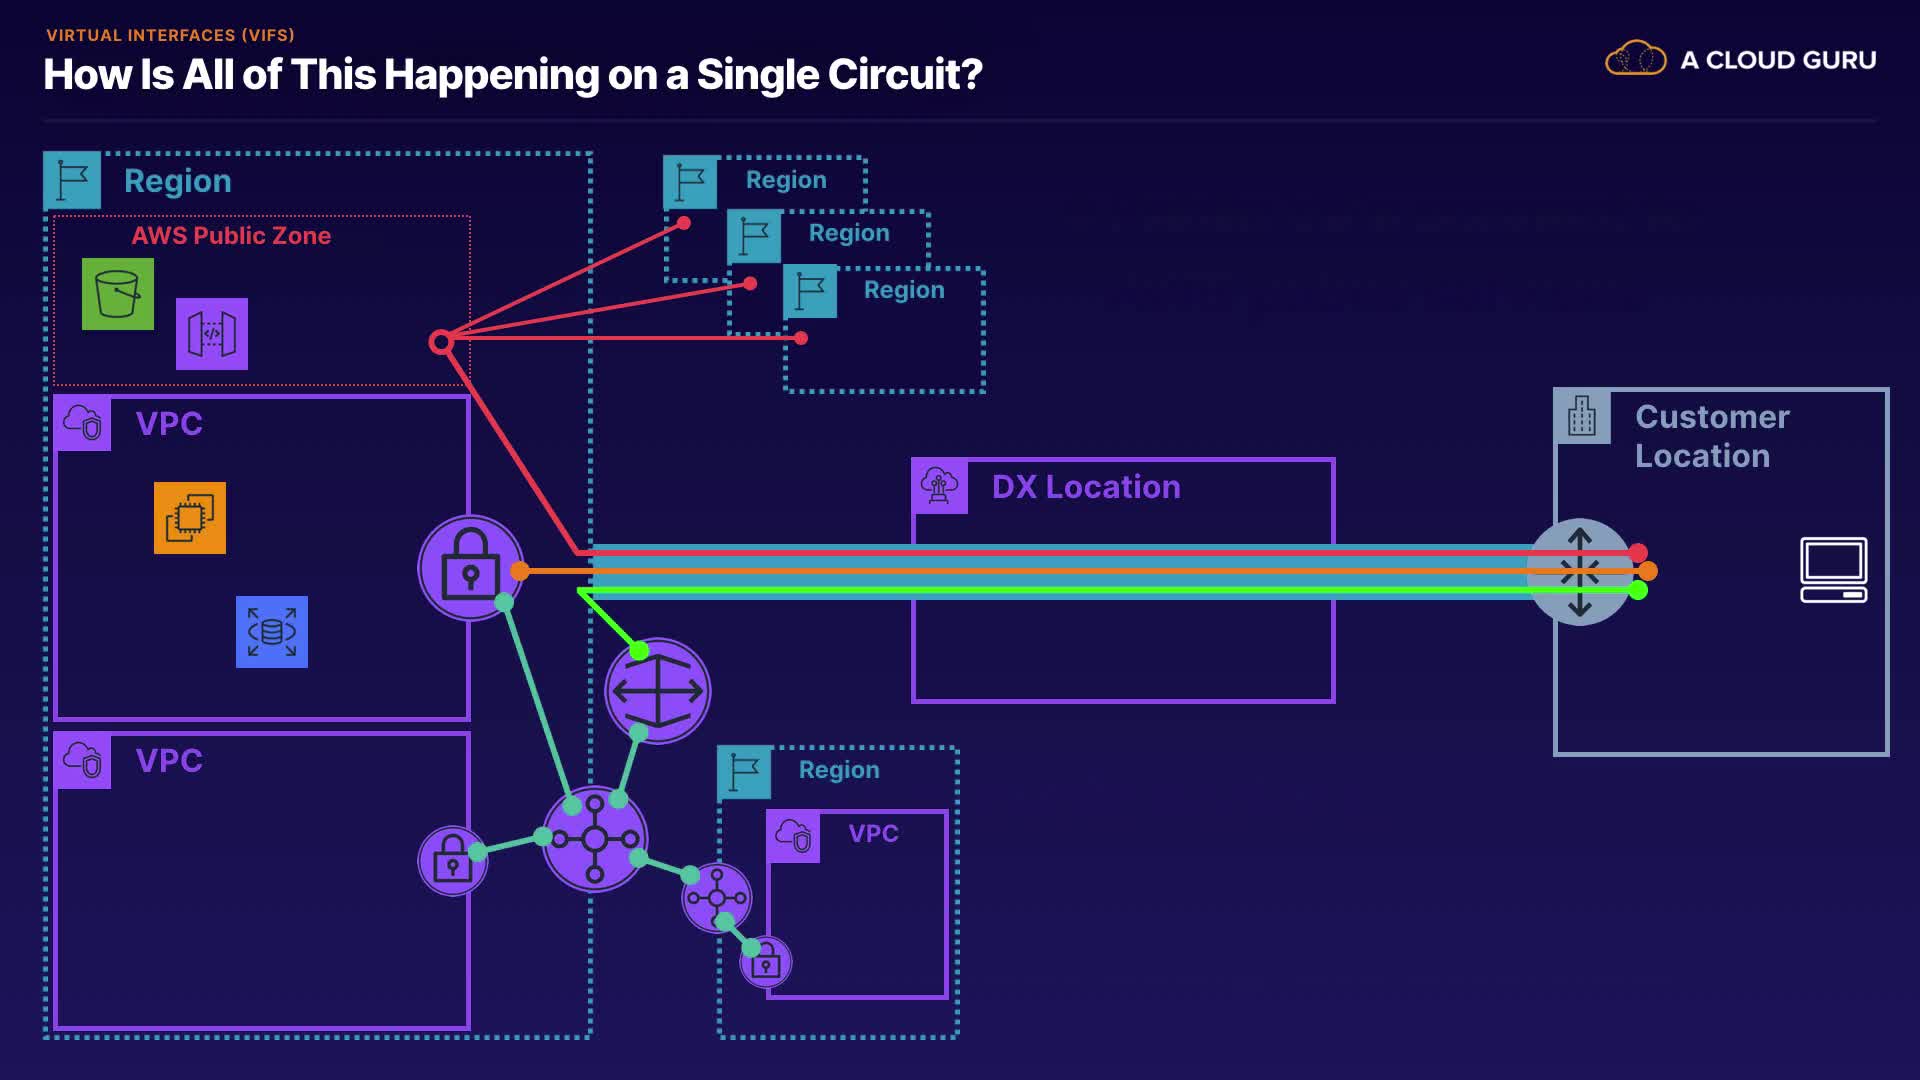 VIRTUAL INTERFACES (VIFS)
How Is All of This Happening on a Single Circuit?
A CLOUD GURU
Region
AWS Public Zone
</>
VPC
VPC
Region
Region
Region
DX Location
Customer
Location
Region
VPC